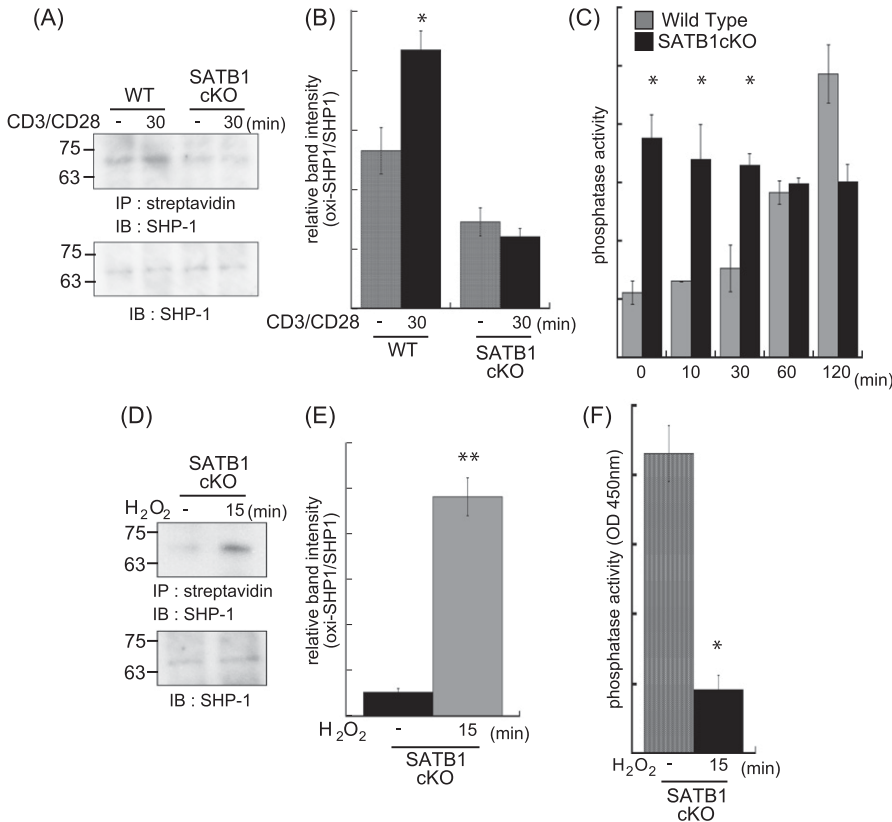 (A)
WT
SATB1
cKO
CD3/CD28 - 30 - 30 (min)
75
63
IP : streptavidin
IB : SHP-1
75
63
IB : SHP-1
(B)
relative band intensity
(oxi-SHP1/SHP1)
*
CD3/CD28 - 30 - 30 (min)
WT
SATB1
cKO
(C)
Wild Type
SATB1cKO
phosphatase activity
* * *
0 10 30 60 120 (min)
(D)
SATB1
cKO
H2O2 - 15 (min)
75
63
IP : streptavidin
IB : SHP-1
75
63
IB : SHP-1
(E)
relative band intensity
(oxi-SHP1/SHP1)
**
H2O2 - 15 (min)
SATB1
cKO
(F)
phosphatase activity (OD 450nm)
*
H2O2 - 15 (min)
SATB1
cKO